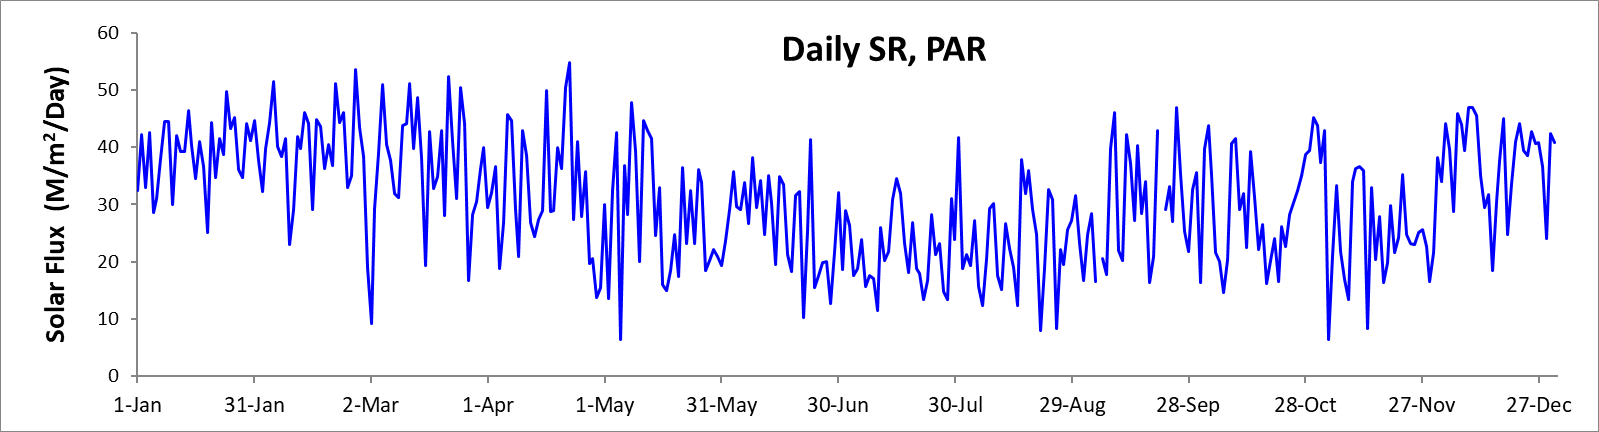 Daily SR, PAR
Solar Flux (M/m²/Day)
60
50
40
30
20
10
0
1-Jan 31-Jan 2-Mar 1-Apr 1-May 31-May 30-Jun 30-Jul 29-Aug 28-Sep 28-Oct 27-Nov 27-Dec